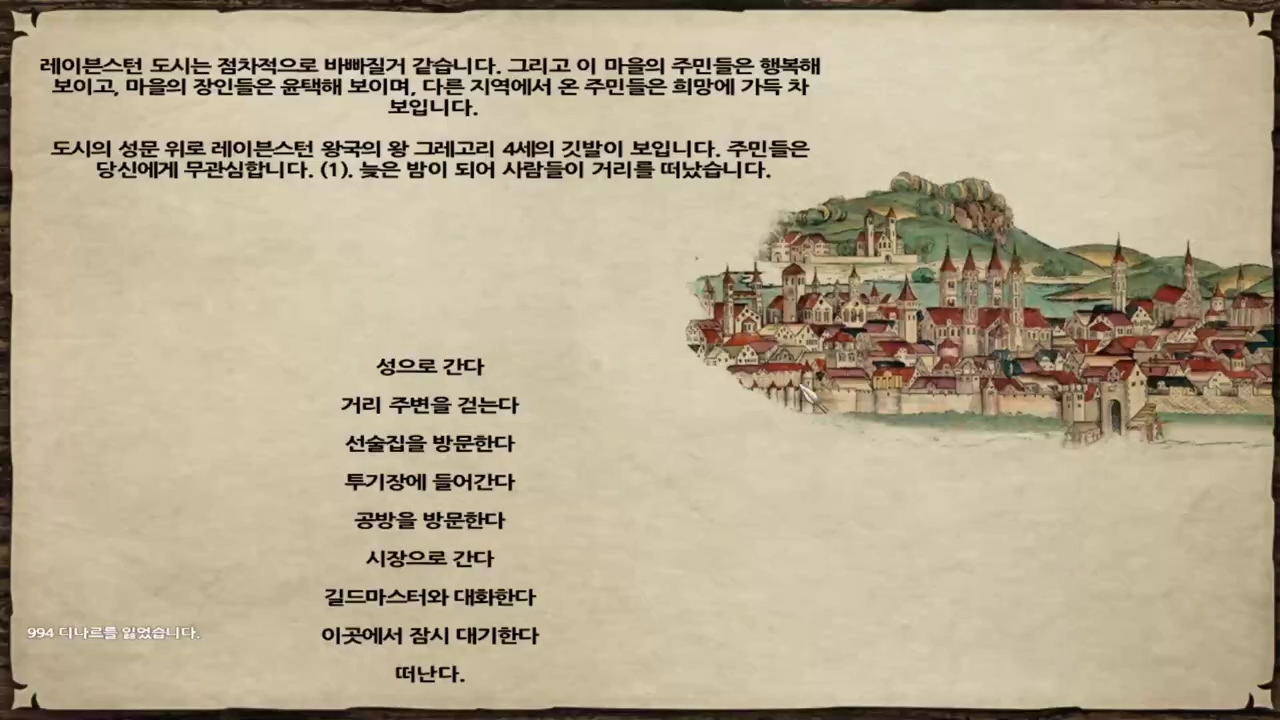 레이븐스턴 도시는 점차적으로 바빠질거 같습니다. 그리고 이 마을의 주민들은 행복해
보이고, 마을의 장인들은 윤택해 보이며, 다른 지역에서 온 주민들은 희망에 가득 차
보입니다.
도시의 성문 위로 레이븐스턴 왕국의 왕 그레고리 4세의 깃발이 보입니다. 주민들은
당신에게 무관심합니다. (1). 늦은 밤이 되어 사람들이 거리를 떠났습니다.
성으로 간다
거리 주변을 걷는다
선술집을 방문한다
투기장에 들어간다
공방을 방문한다
시장으로 간다
길드마스터와 대화한다
이곳에서 잠시 대기한다
떠난다.
994 디나르를 잃었습니다.